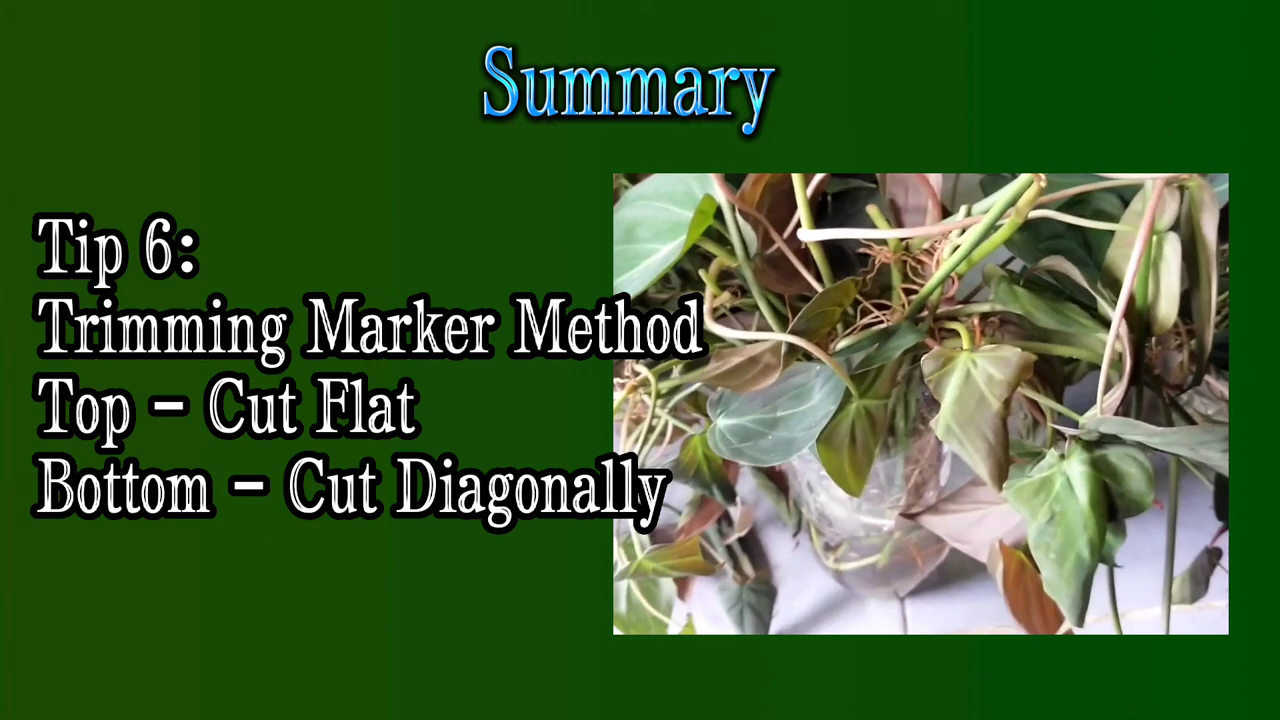 Summary
Tip 6:
Trimming Marker Method
Top - Cut Flat
Bottom - Cut Diagonally